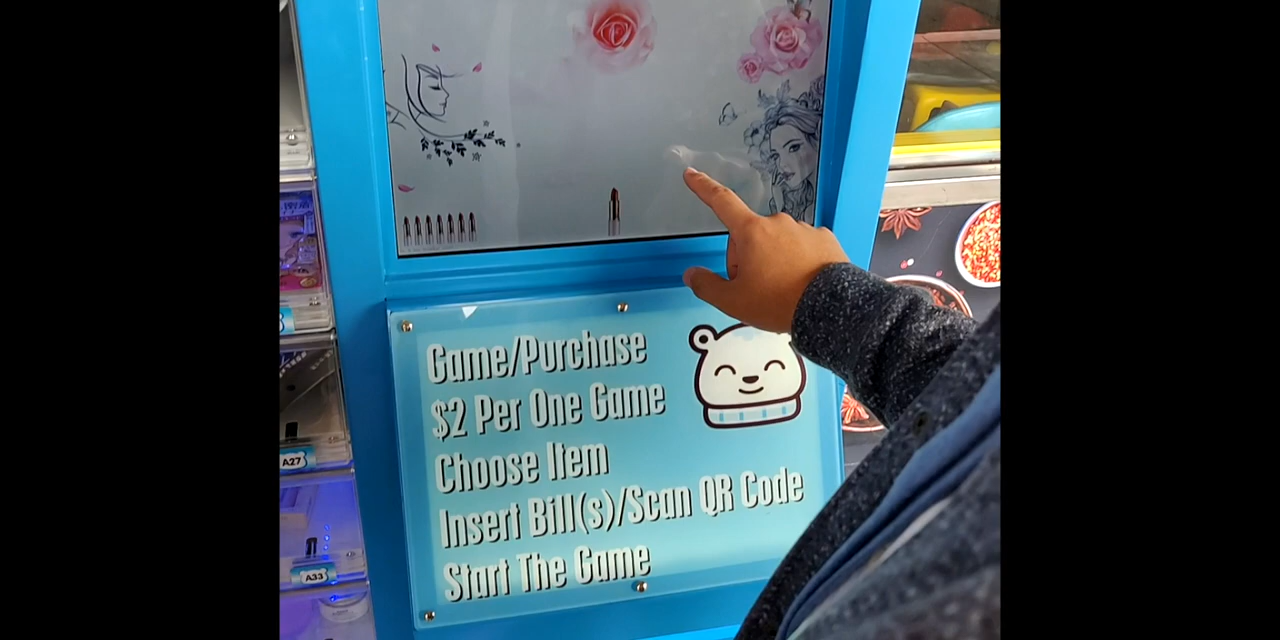 Game/Purchase
$2 Per One Game
Choose Item
Insert Bill(s)/Scan QR Code
Start The Game
A27
A33